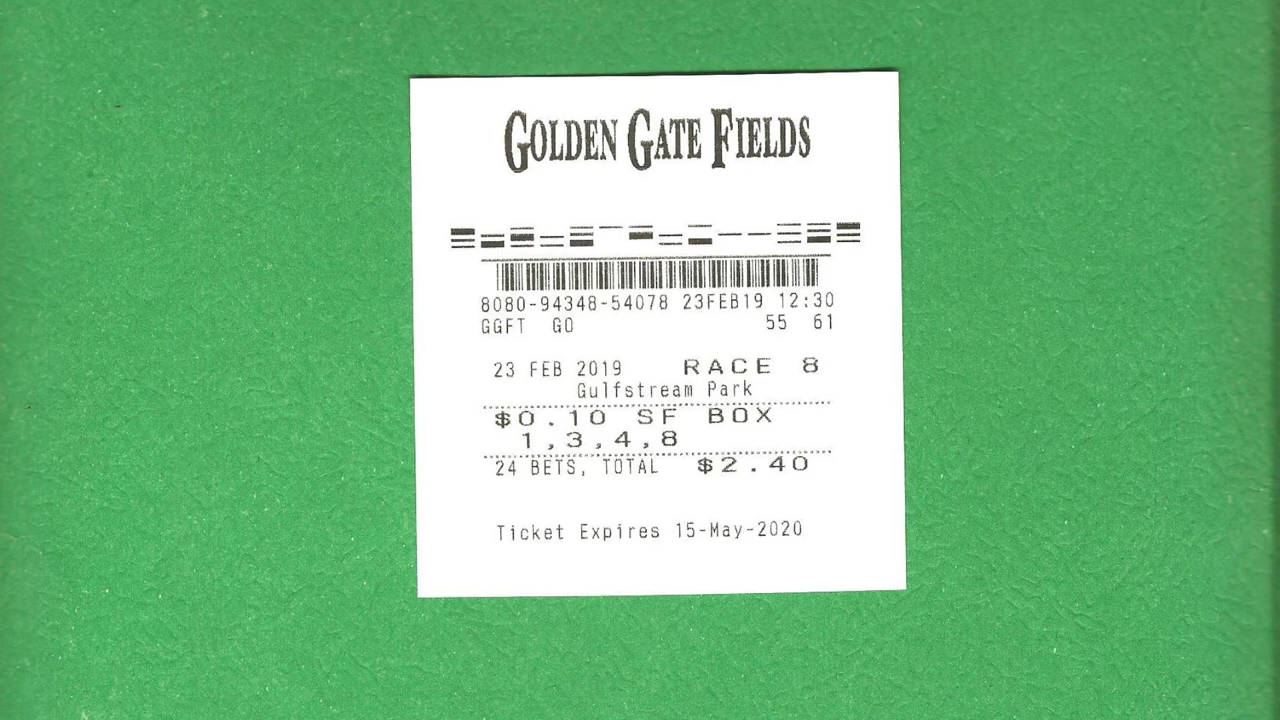 GOLDEN GATE FIELDS
8080-94348-54078 23FEB19 12:30
GGFT GO 55 61
23 FEB 2019 RACE 8
Gulfstream Park
$0.10 SF BOX
1,3,4,8
24 BETS, TOTAL $2.40
Ticket Expires 15-May-2020